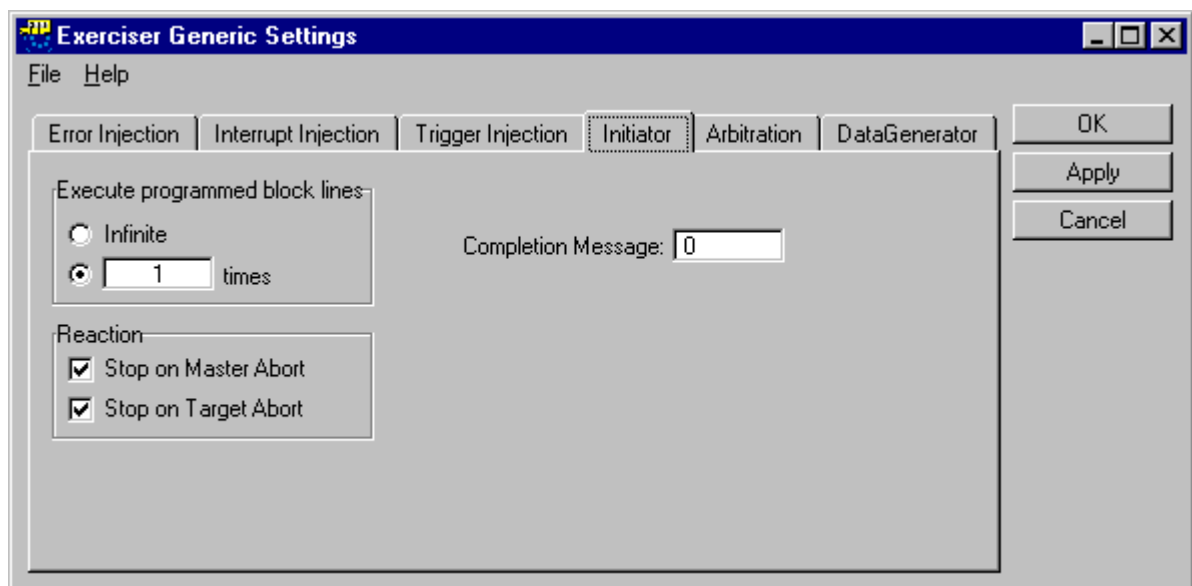 Exerciser Generic Settings
File Help
Error Injection Interrupt Injection Trigger Injection Initiator Arbitration DataGenerator
OK
Apply
Cancel
Execute programmed block lines
Infinite
1 times
Completion Message: 0
Reaction
Stop on Master Abort
Stop on Target Abort